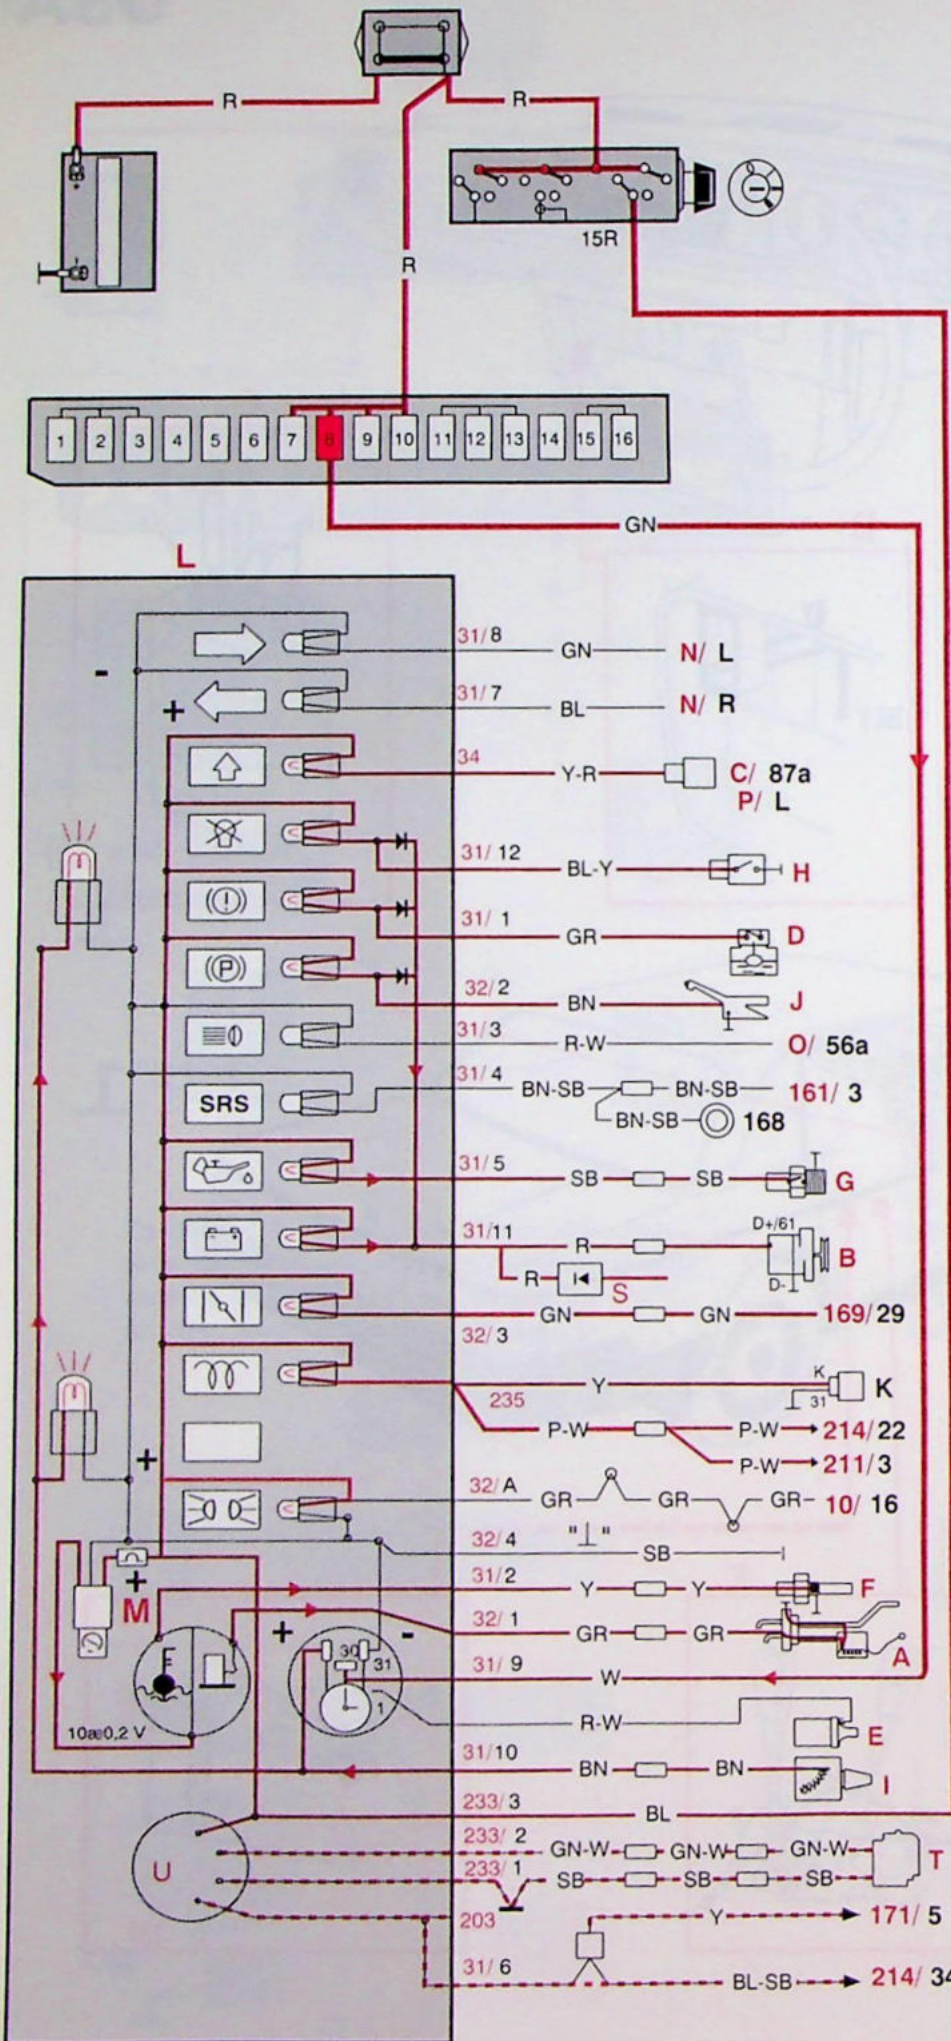 R
R
15R
R
1 2 3 4 5 6 7 8 9 10 11 12 13 14 15 16
GN
L
31/8 GN N/ L
-
31/7 BL N/ R
+
34 Y-R C/ 87a
P/ L
31/12 BL-Y H
(!) 31/1 GR D
(P) 32/2 BN J
31/3 R-W O/ 56a
31/4 BN-SB BN-SB 161/ 3
SRS
BN-SB 168
31/5 SB SB G
D+/61
31/11 R B
R S D-
GN GN 169/29
32/3
Y K K
235 31
P-W P-W 214/22
+
P-W 211/3
32/A GR GR GR 10/ 16
"⊥"
32/4 SB
+
M 31/2 Y Y F
+ - 32/1 GR GR A
F 30 31
31/9 W
1
10æ0,2 V R-W E
31/10 BN BN I
233/3 BL
233/2 GN-W GN-W GN-W T
U 233/1 SB SB SB
203 Y 171/5
31/6 BL-SB 214/ 34